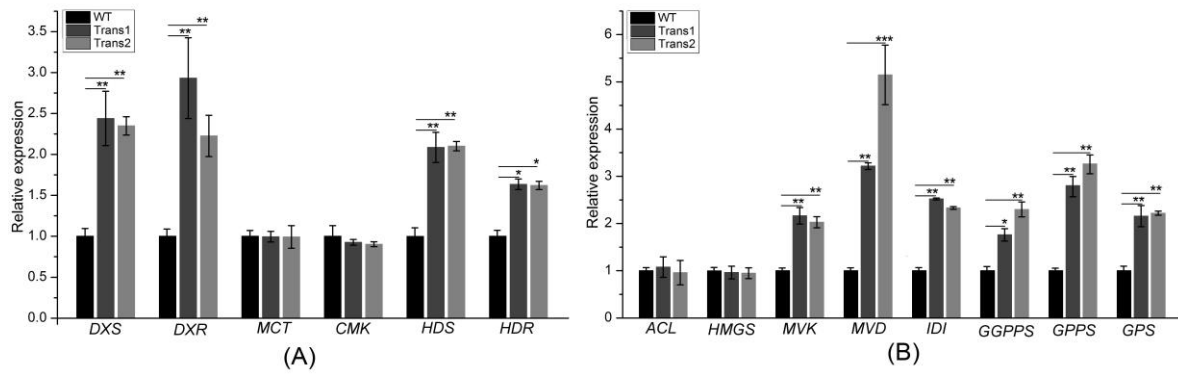 WT
Trans1
Trans2
Relative expression
3.5
3.0
2.5
2.0
1.5
1.0
0.5
0.0
** ** ** ** ** ** * *
DXS DXR MCT CMK HDS HDR
(A)
WT
Trans1
Trans2
Relative expression
6
5
4
3
2
1
0
** ** ** *** ** ** * ** ** ** ** **
ACL HMGS MVK MVD IDI GGPPS GPPS GPS
(B)